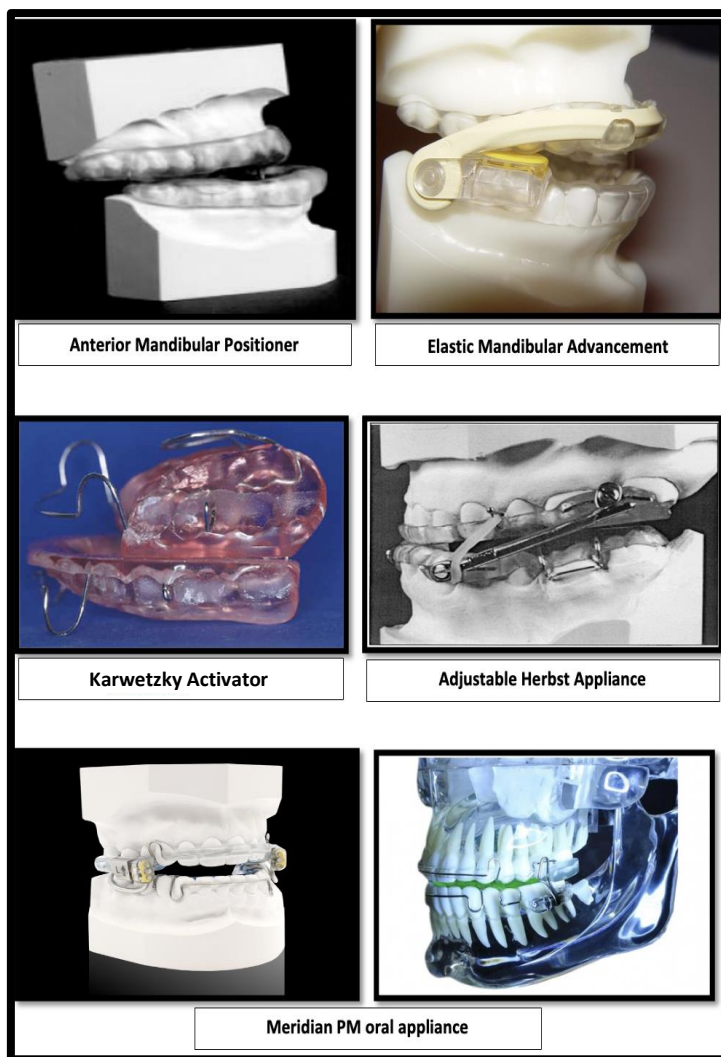 Anterior Mandibular Positioner
Elastic Mandibular Advancement
Karwetzky Activator
Adjustable Herbst Appliance
Meridian PM oral appliance